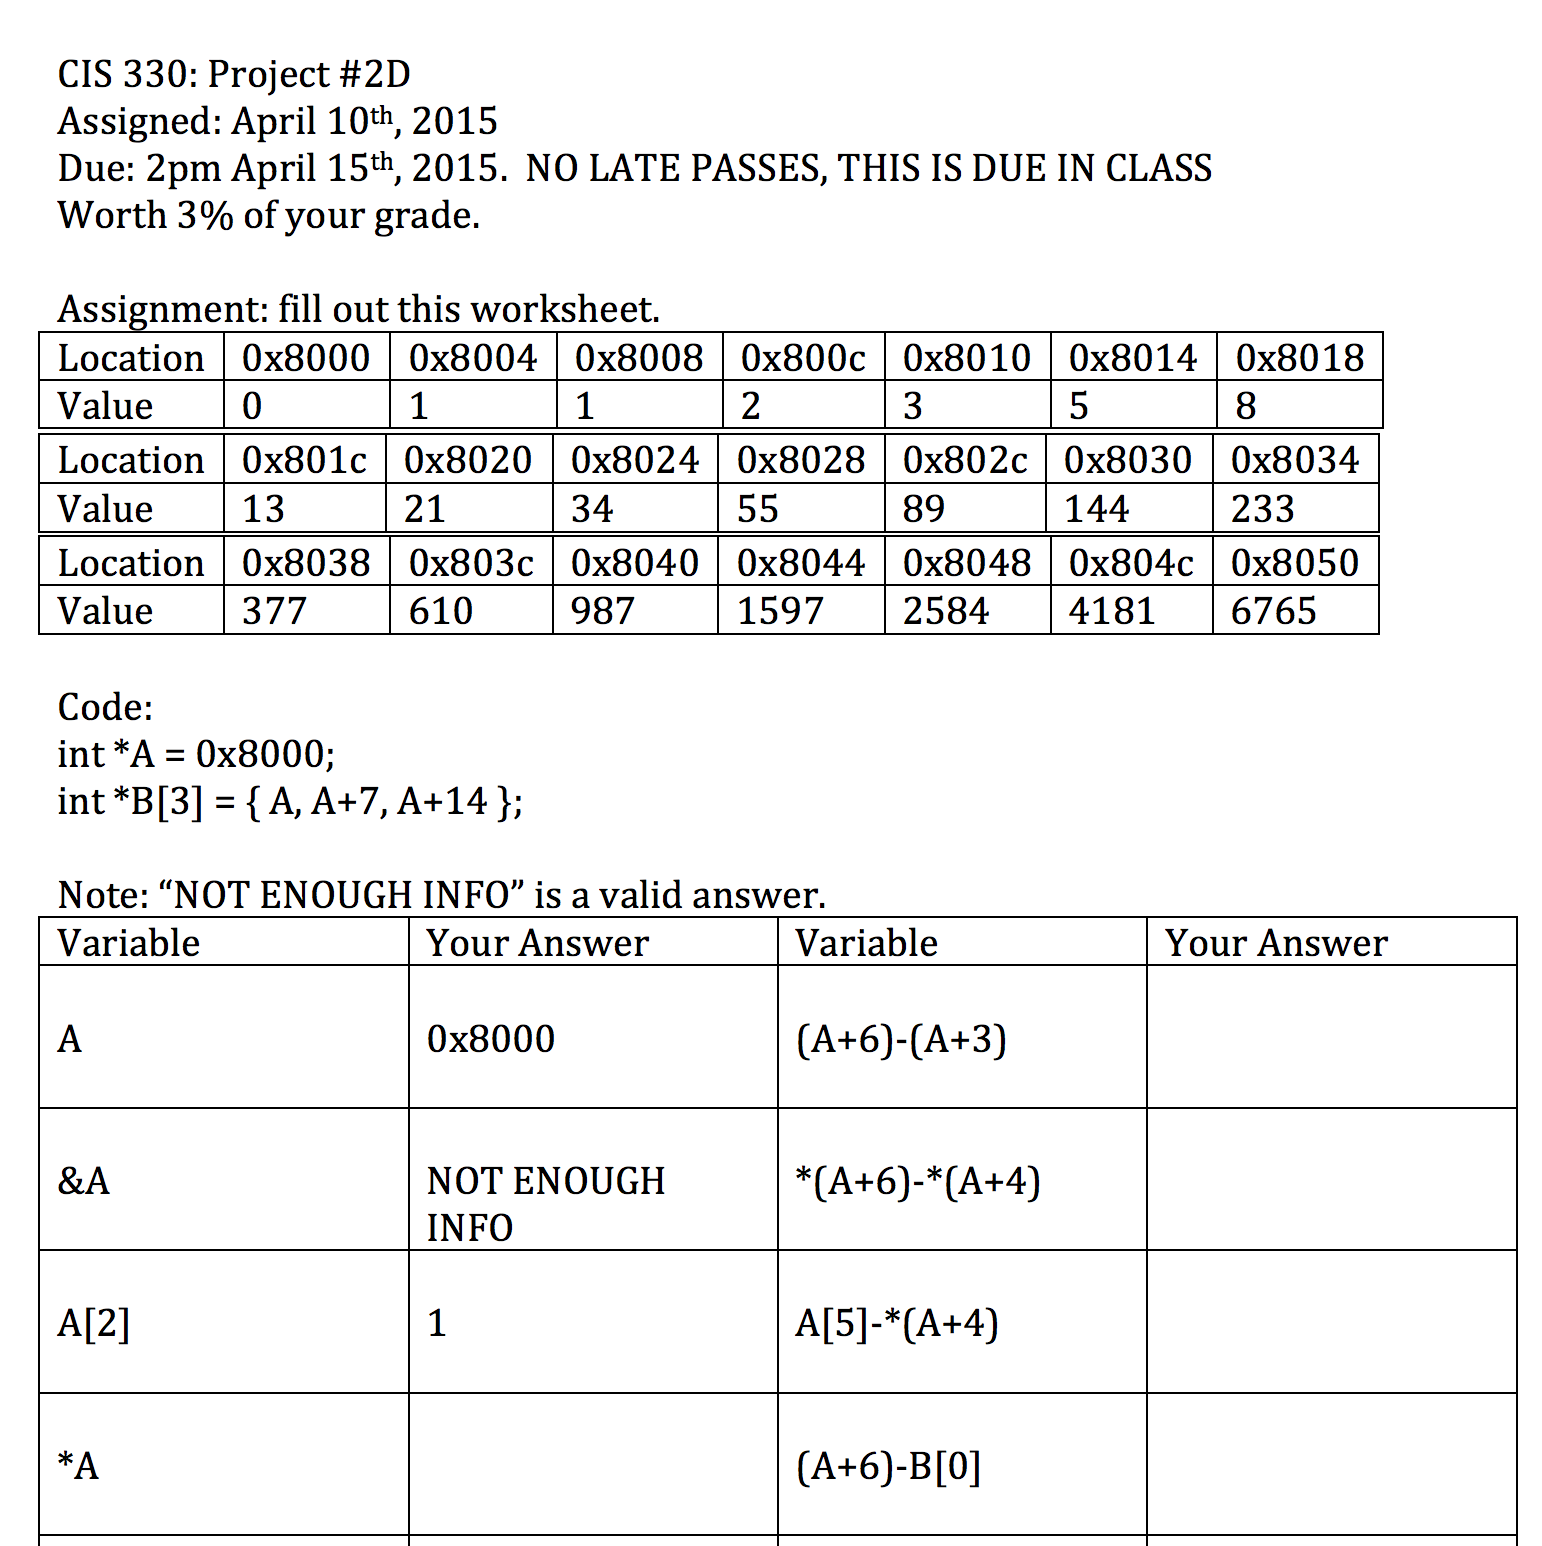 CIS 330: Project #2D
Assigned: April 10th, 2015
Due: 2pm April 15th, 2015.  NO LATE PASSES, THIS IS DUE IN CLASS
Worth 3% of your grade.
Assignment: fill out this worksheet.
Location 0x8000 0x8004 0x8008 0x800c 0x8010 0x8014 0x8018
Value 0 1 1 2 3 5 8
Location 0x801c 0x8020 0x8024 0x8028 0x802c 0x8030 0x8034
Value 13 21 34 55 89 144 233
Location 0x8038 0x803c 0x8040 0x8044 0x8048 0x804c 0x8050
Value 377 610 987 1597 2584 4181 6765
Code:
int *A = 0x8000;
int *B[3] = { A, A+7, A+14 };
Note: “NOT ENOUGH INFO” is a valid answer.
Variable Your Answer Variable Your Answer
A 0x8000 (A+6)-(A+3)
&A NOT ENOUGH *(A+6)-*(A+4)
INFO
A[2] 1 A[5]-*(A+4)
*A (A+6)-B[0]